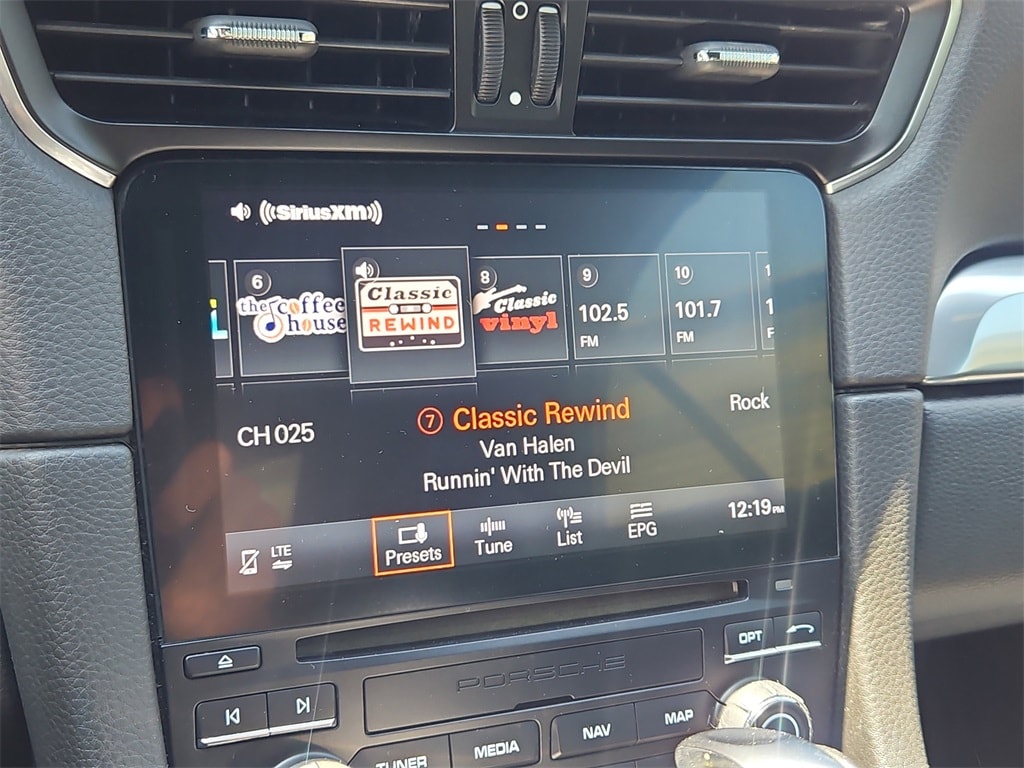 ((SiriusXM))
6
the coffee house
Classic
REWIND
8
Classic
vinyl
9
102.5
FM
10
101.7
FM
CH 025
7 Classic Rewind
Rock
Van Halen
Runnin' With The Devil
LTE
Presets
Tune
List
EPG
12:19 PM
OPT
PORSCHE
TUNER
MEDIA
NAV
MAP